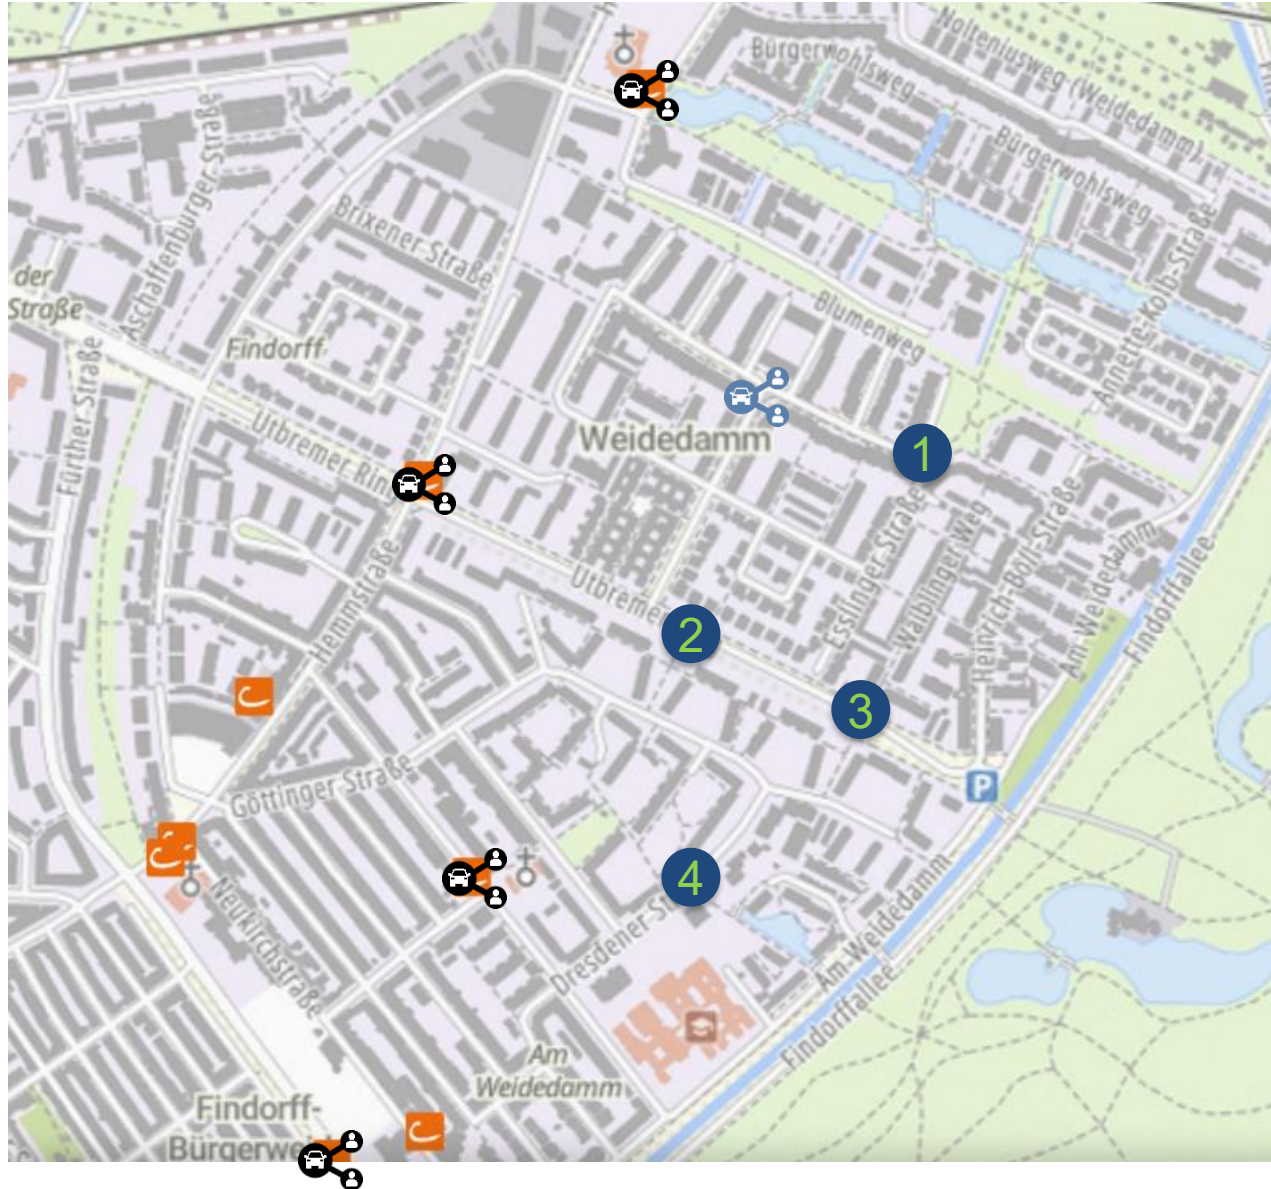 Bürgerwohlsweg
Nolteniusweg
(Weidedamm)
Bürgerwohlsweg
Aschaffenburger-Straße
Brixener-Straße
der
Straße
Findorff
Fürther-Straße
Blumenweg
Annette-Kolb-Straße
Utbremer Ring
Weidedamm
1
Esslinger-Straße
Waiblinger Weg
Heinrich-Böll-Straße
Am-Weidedamm
Findorffallee
Hemmstraße
Utbremer
2
3
P
Göttinger Straße
4
Neukirchstraße
Dresdener-St
Am-Weidedamm
Findorffallee
Am
Weidedamm
Findorff-
Bürgerwe